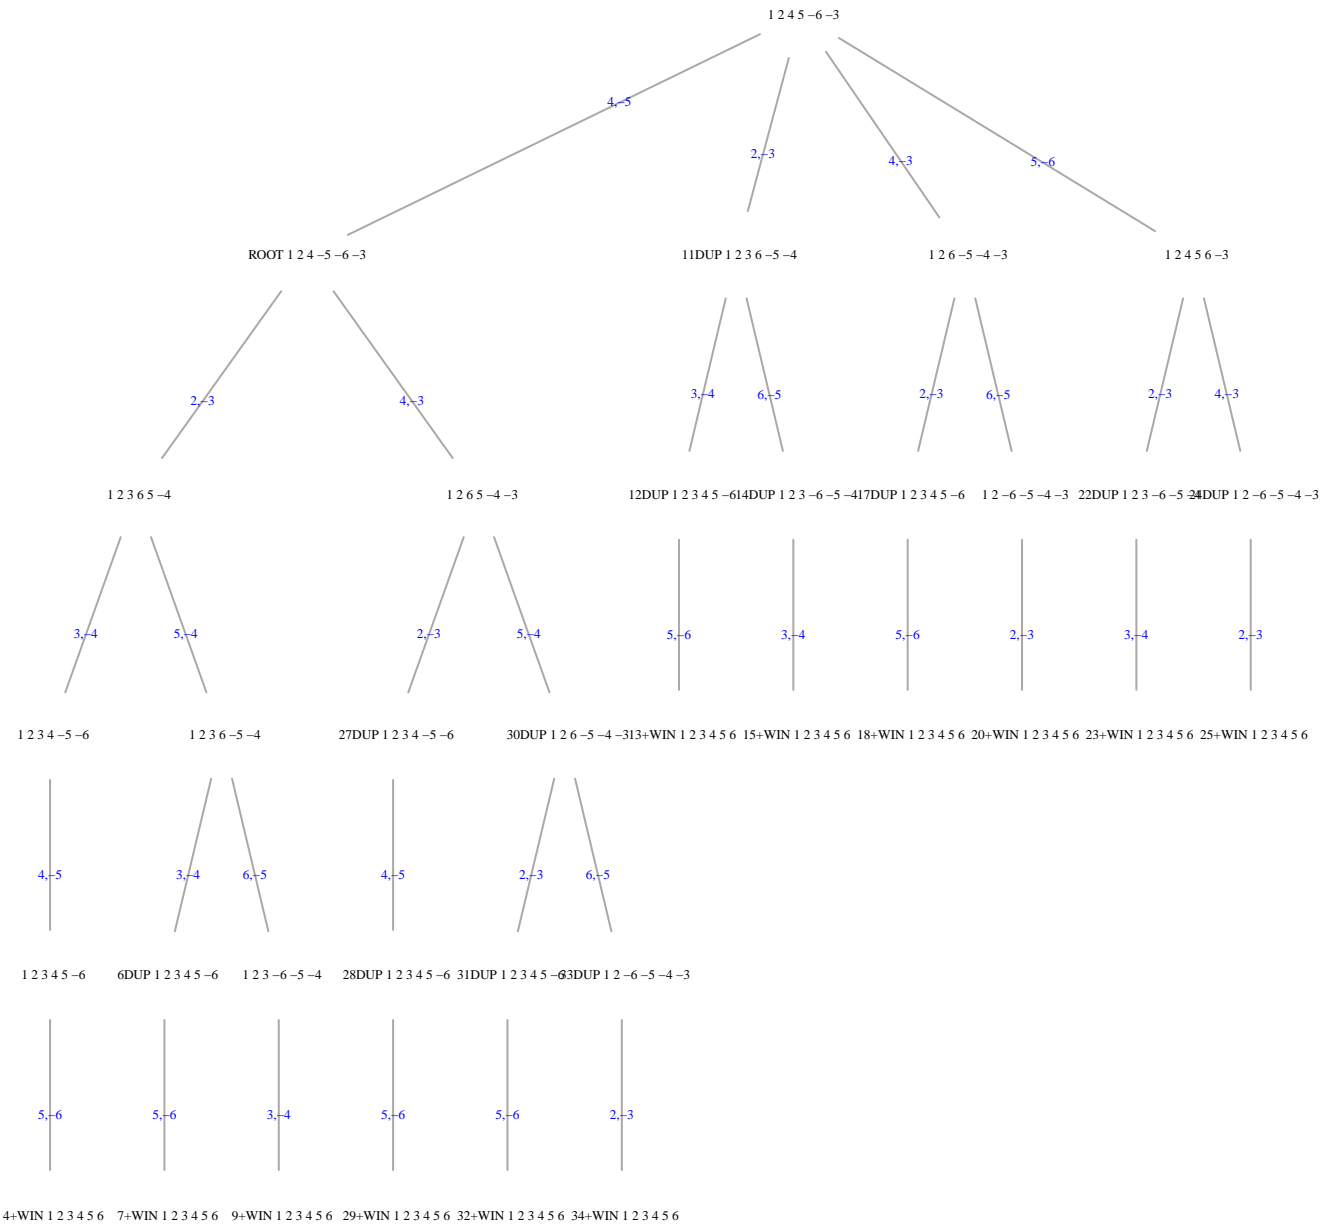 1 2 4 5 −6 −3
4,−5
2,−3
4,−3
5,−6
ROOT 1 2 4 −5 −6 −3
11DUP 1 2 3 6 −5 −4
1 2 6 −5 −4 −3
1 2 4 5 6 −3
2,−3
4,−3
3,−4
6,−5
2,−3
6,−5
2,−3
4,−3
1 2 3 6 5 −4
1 2 6 5 −4 −3
12DUP 1 2 3 4 5 −6
14DUP 1 2 3 −6 −5 −4
17DUP 1 2 3 4 5 −6
1 2 −6 −5 −4 −3
22DUP 1 2 3 −6 −5 −4
24DUP 1 2 −6 −5 −4 −3
3,−4
5,−4
2,−3
5,−4
5,−6
3,−4
5,−6
2,−3
3,−4
2,−3
1 2 3 4 −5 −6
1 2 3 6 −5 −4
27DUP 1 2 3 4 −5 −6
30DUP 1 2 6 −5 −4 −3
13+WIN 1 2 3 4 5 6
15+WIN 1 2 3 4 5 6
18+WIN 1 2 3 4 5 6
20+WIN 1 2 3 4 5 6
23+WIN 1 2 3 4 5 6
25+WIN 1 2 3 4 5 6
4,−5
3,−4
6,−5
4,−5
2,−3
6,−5
1 2 3 4 5 −6
6DUP 1 2 3 4 5 −6
1 2 3 −6 −5 −4
28DUP 1 2 3 4 5 −6
31DUP 1 2 3 4 5 −6
33DUP 1 2 −6 −5 −4 −3
5,−6
5,−6
3,−4
5,−6
5,−6
2,−3
4+WIN 1 2 3 4 5 6
7+WIN 1 2 3 4 5 6
9+WIN 1 2 3 4 5 6
29+WIN 1 2 3 4 5 6
32+WIN 1 2 3 4 5 6
34+WIN 1 2 3 4 5 6